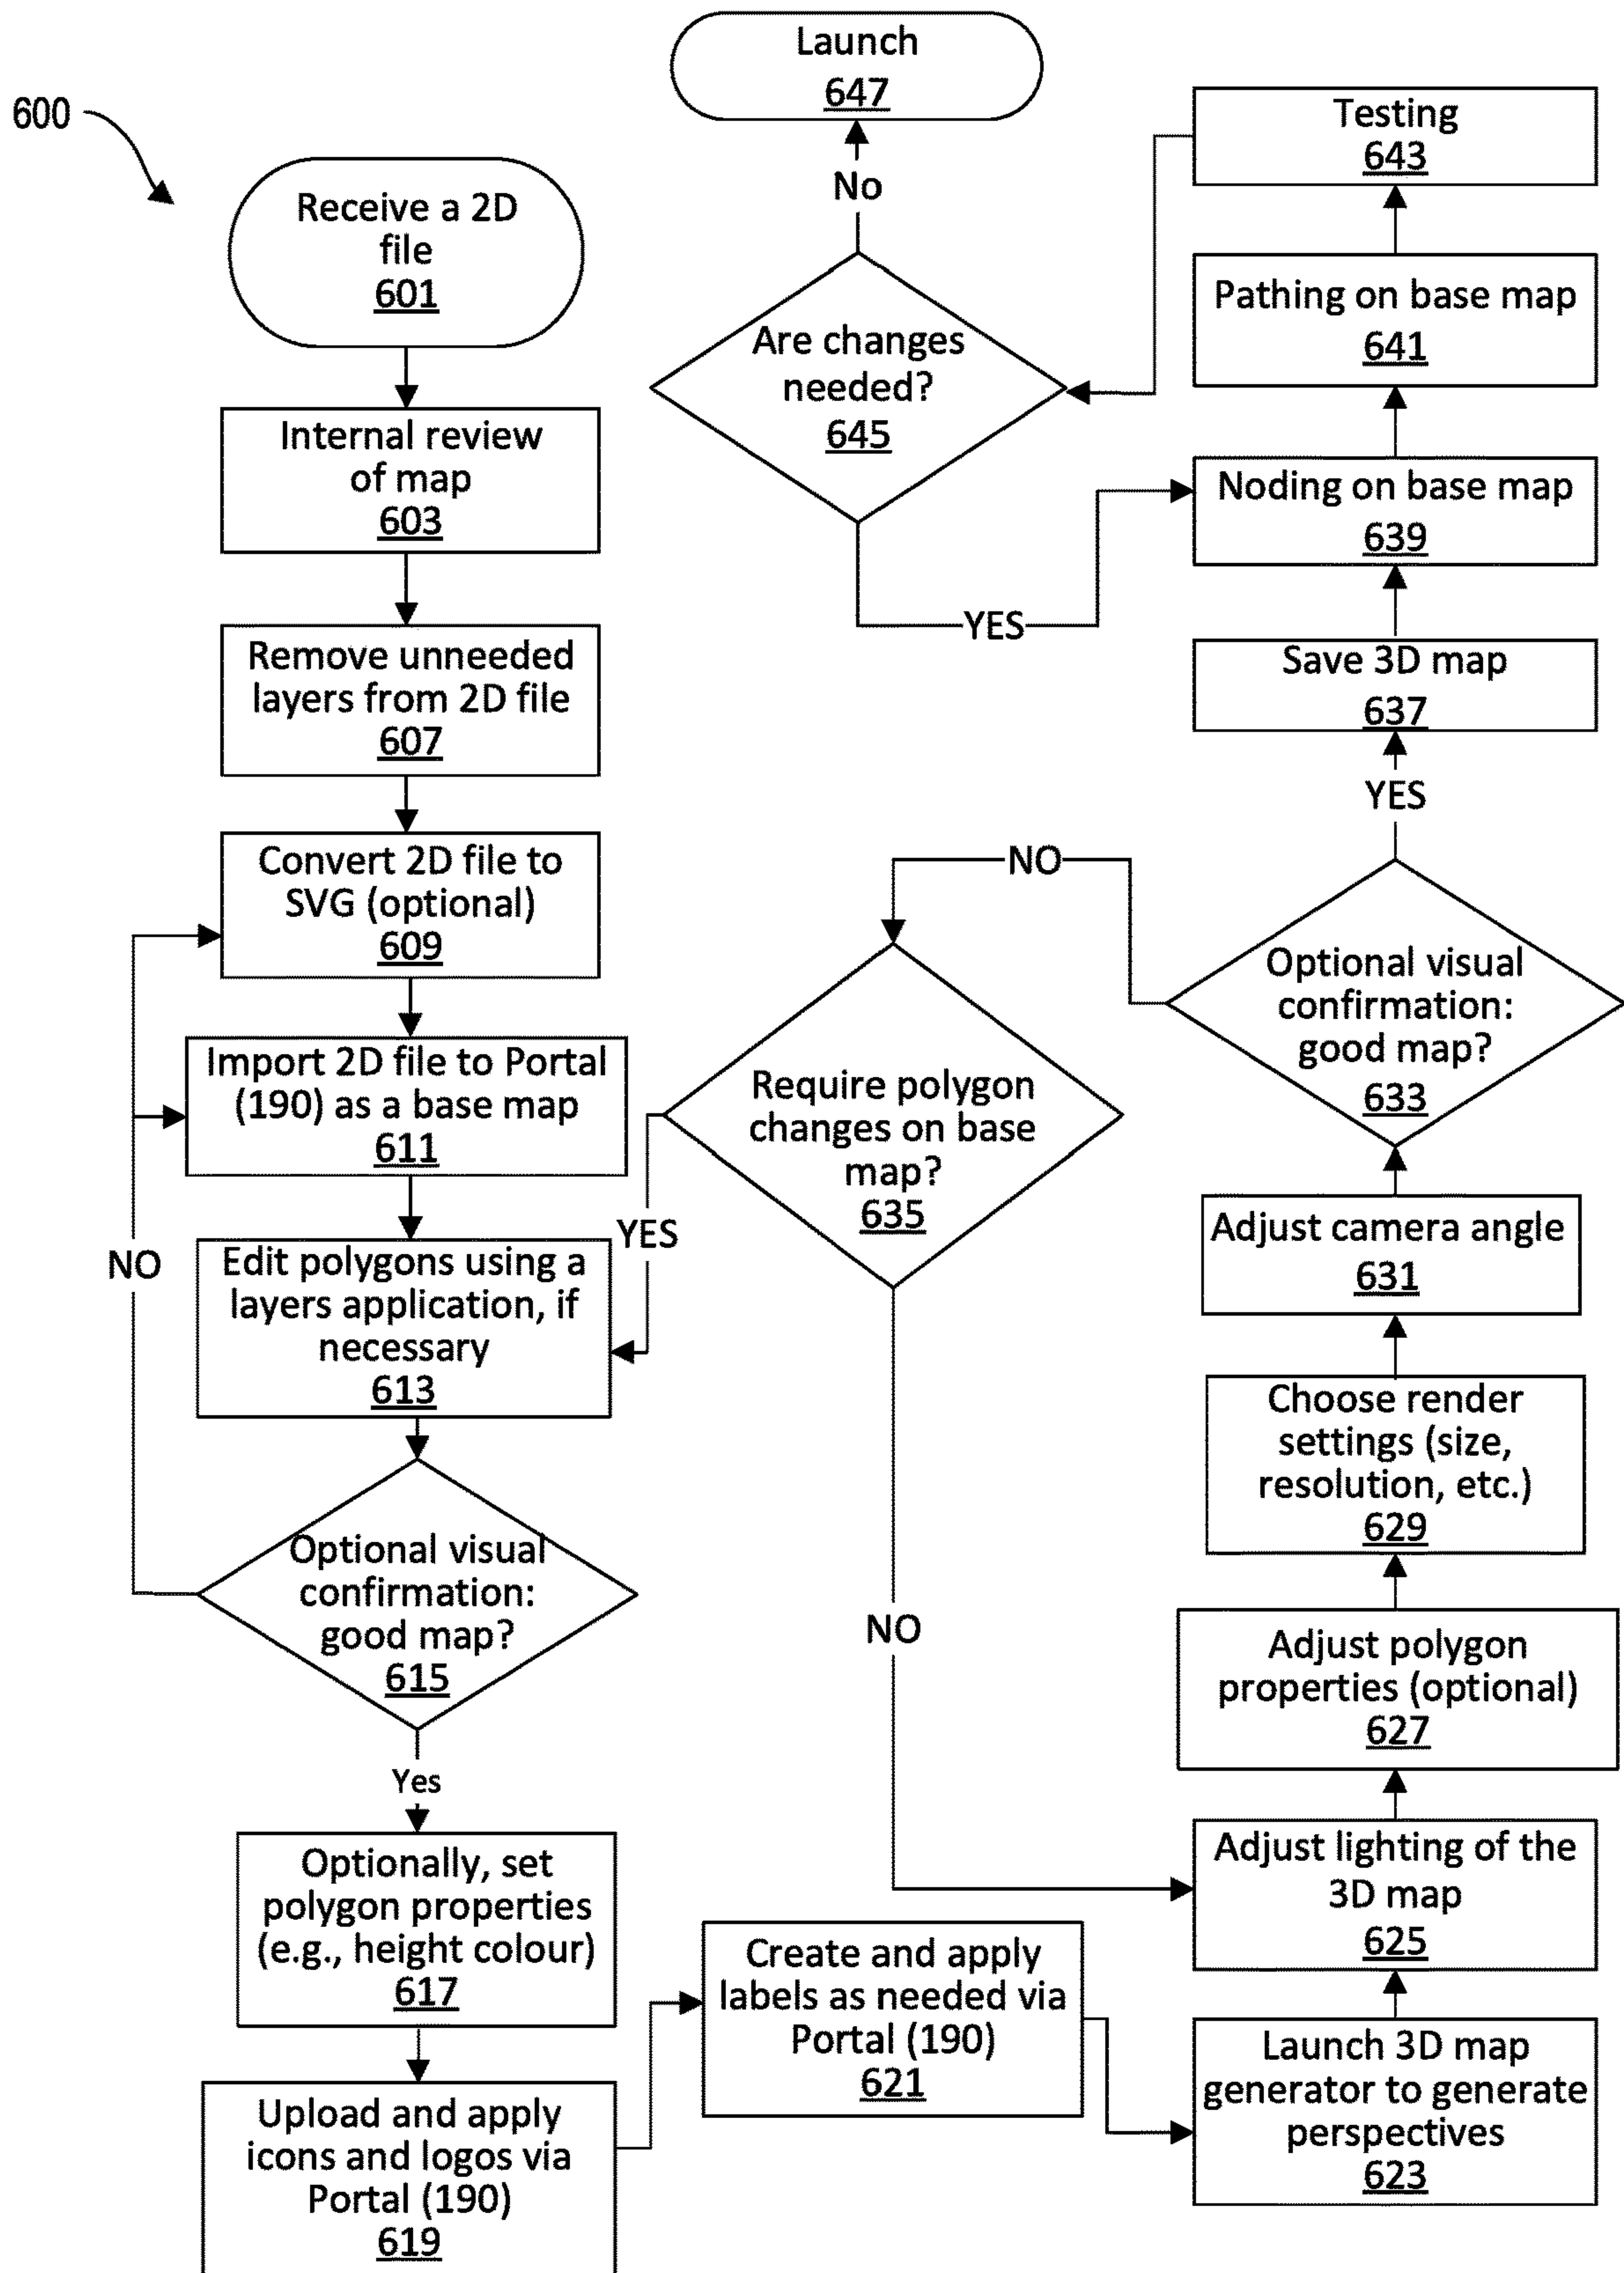 600
Receive a 2D
file
601
Internal review
of map
603
Remove unneeded
layers from 2D file
607
Convert 2D file to
SVG (optional)
609
Import 2D file to Portal
(190) as a base map
611
Edit polygons using a
layers application, if
necessary
613
NO
Optional visual
confirmation:
good map?
615
Yes
Optionally, set
polygon properties
(e.g., height colour)
617
Upload and apply
icons and logos via
Portal (190)
619
Create and apply
labels as needed via
Portal (190)
621
Launch 3D map
generator to generate
perspectives
623
Adjust lighting of the
3D map
625
Adjust polygon
properties (optional)
627
Choose render
settings (size,
resolution, etc.)
629
Adjust camera angle
631
Optional visual
confirmation:
good map?
633
NO
Require polygon
changes on base
map?
635
YES
NO
YES
Save 3D map
637
Noding on base map
639
Pathing on base map
641
Testing
643
Are changes
needed?
645
YES
No
Launch
647